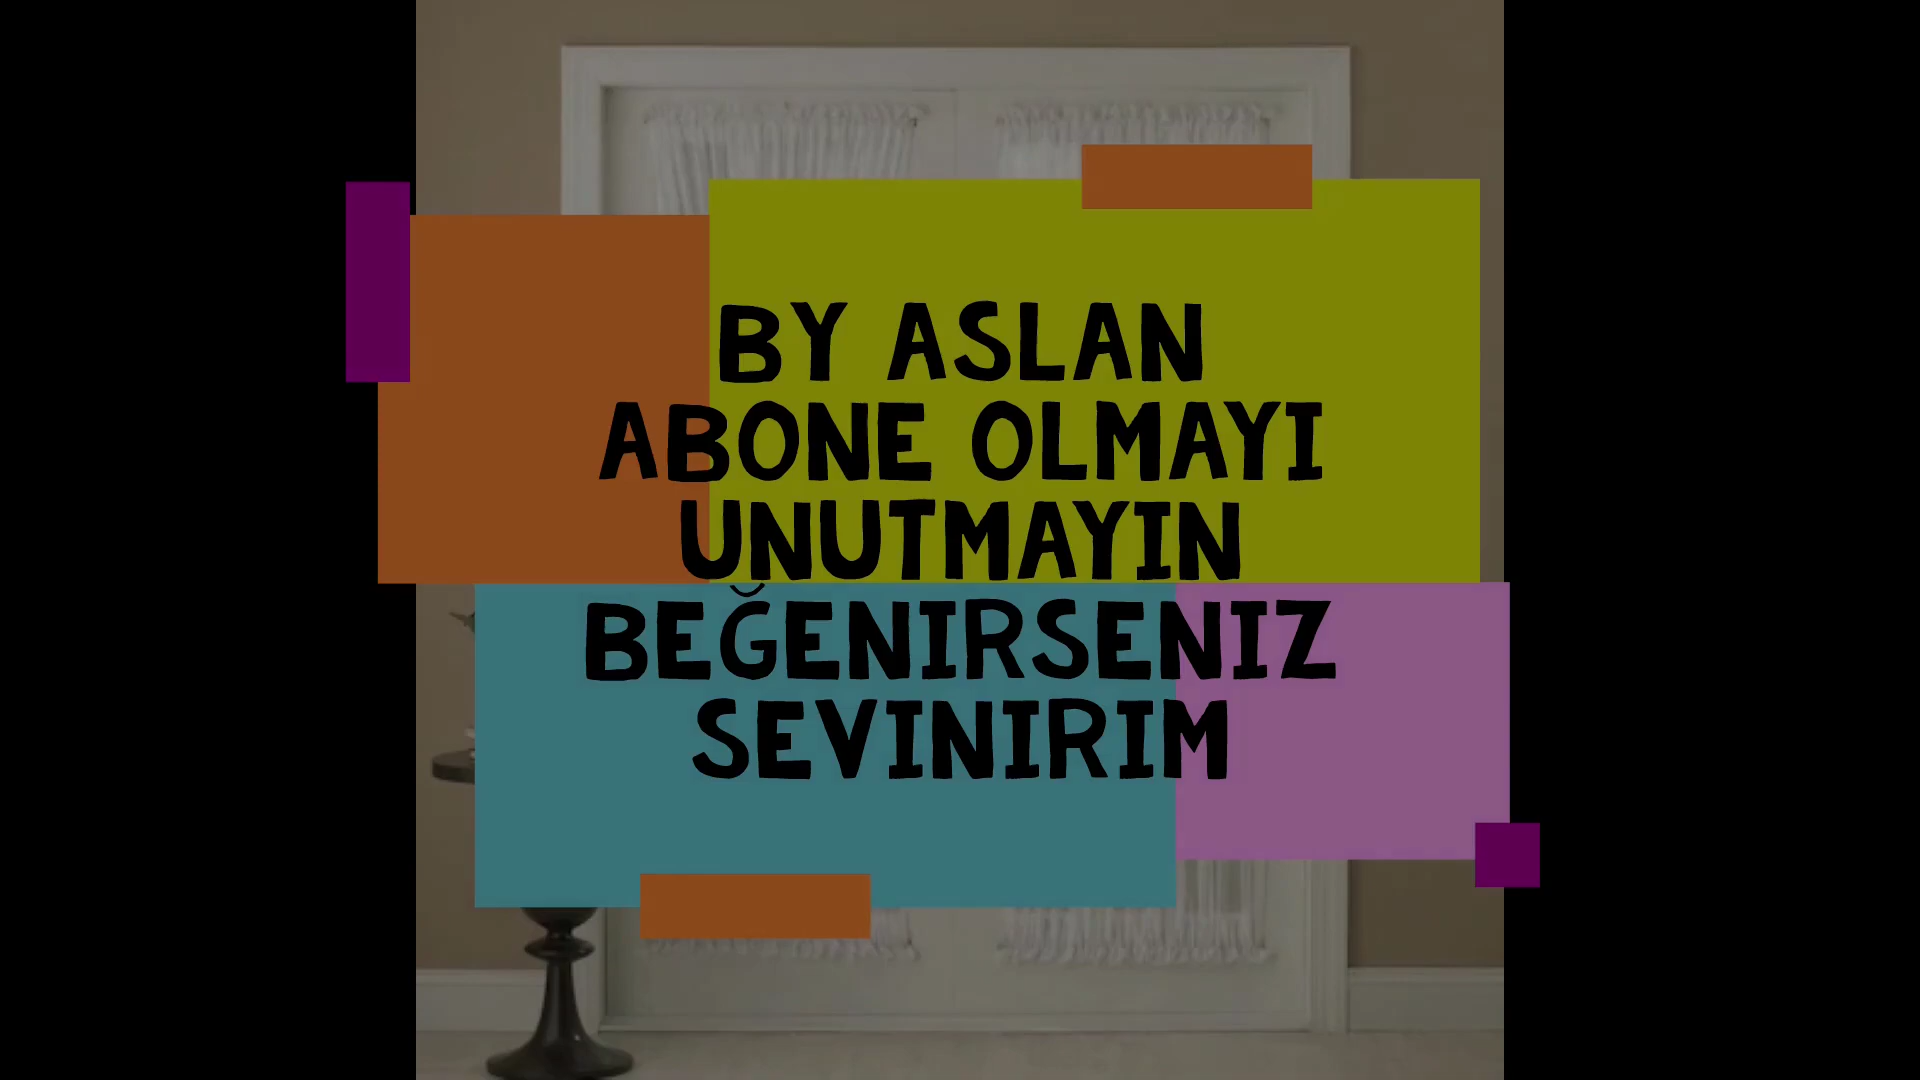 BY ASLAN
ABONE OLMAYI
UNUTMAYIN
BEĞENIRSENIZ
SEVINIRIM